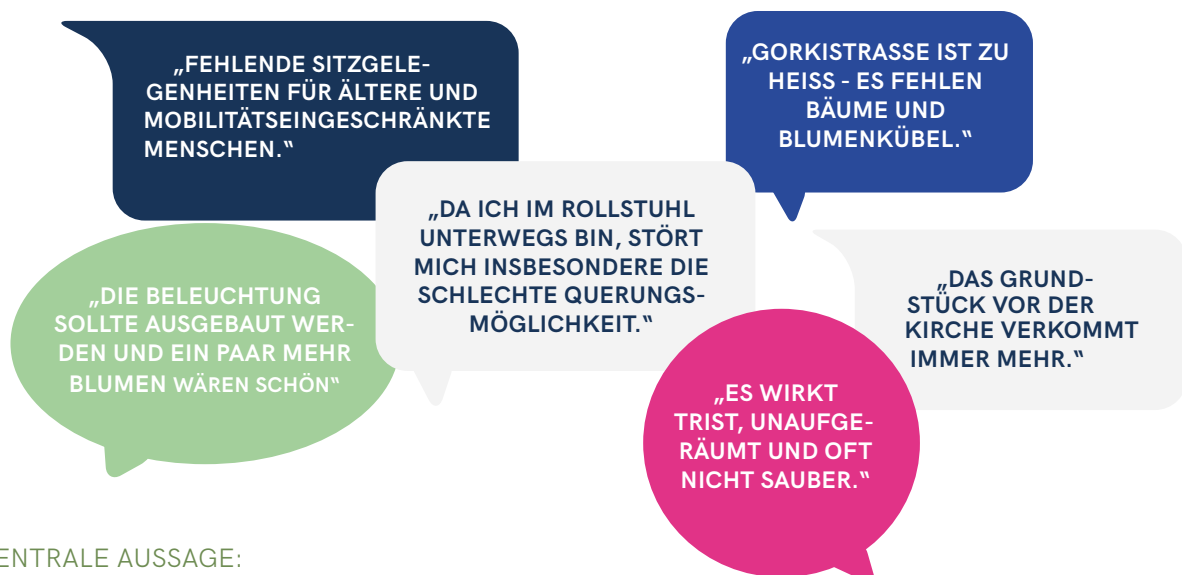 „FEHLENDE SITZGELE-
GENHEITEN FÜR ÄLTERE UND
MOBILITÄTSEINGESCHRÄNKTE
MENSCHEN.“
„GORKISTRASSE IST ZU
HEISS - ES FEHLEN
BÄUME UND
BLUMENKÜBEL.“
„DA ICH IM ROLLSTUHL
UNTERWEGS BIN, STÖRT
MICH INSBESONDERE DIE
SCHLECHTE QUERUNGS-
MÖGLICHKEIT.“
„DIE BELEUCHTUNG
SOLLTE AUSGEBAUT WER-
DEN UND EIN PAAR MEHR
BLUMEN WÄREN SCHÖN“
„DAS GRUND-
STÜCK VOR DER
KIRCHE VERKOMMT
IMMER MEHR.“
„ES WIRKT
TRIST, UNAUFGE-
RÄUMT UND OFT
NICHT SAUBER.“
ENTRALE AUSSAGE: